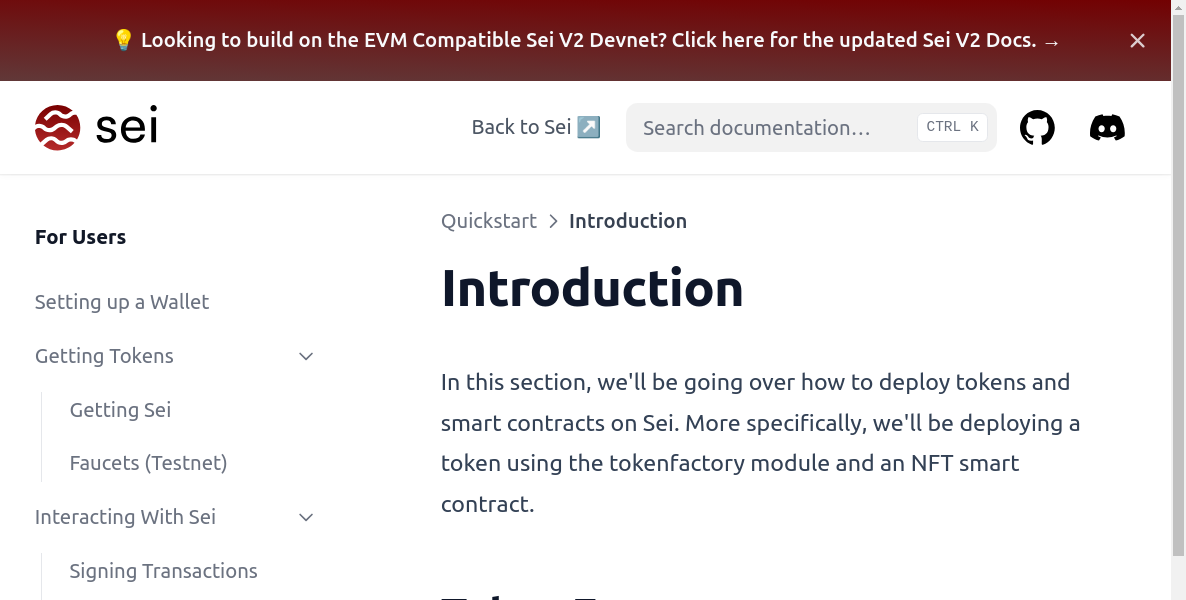 💡 Looking to build on the EVM Compatible Sei V2 Devnet? Click here for the updated Sei V2 Docs. →
sei
Back to Sei ↗️
Search documentation…
CTRL K
For Users
Setting up a Wallet
Getting Tokens
Getting Sei
Faucets (Testnet)
Interacting With Sei
Signing Transactions
Quickstart > Introduction
Introduction
In this section, we'll be going over how to deploy tokens and
smart contracts on Sei. More specifically, we'll be deploying a
token using the tokenfactory module and an NFT smart
contract.